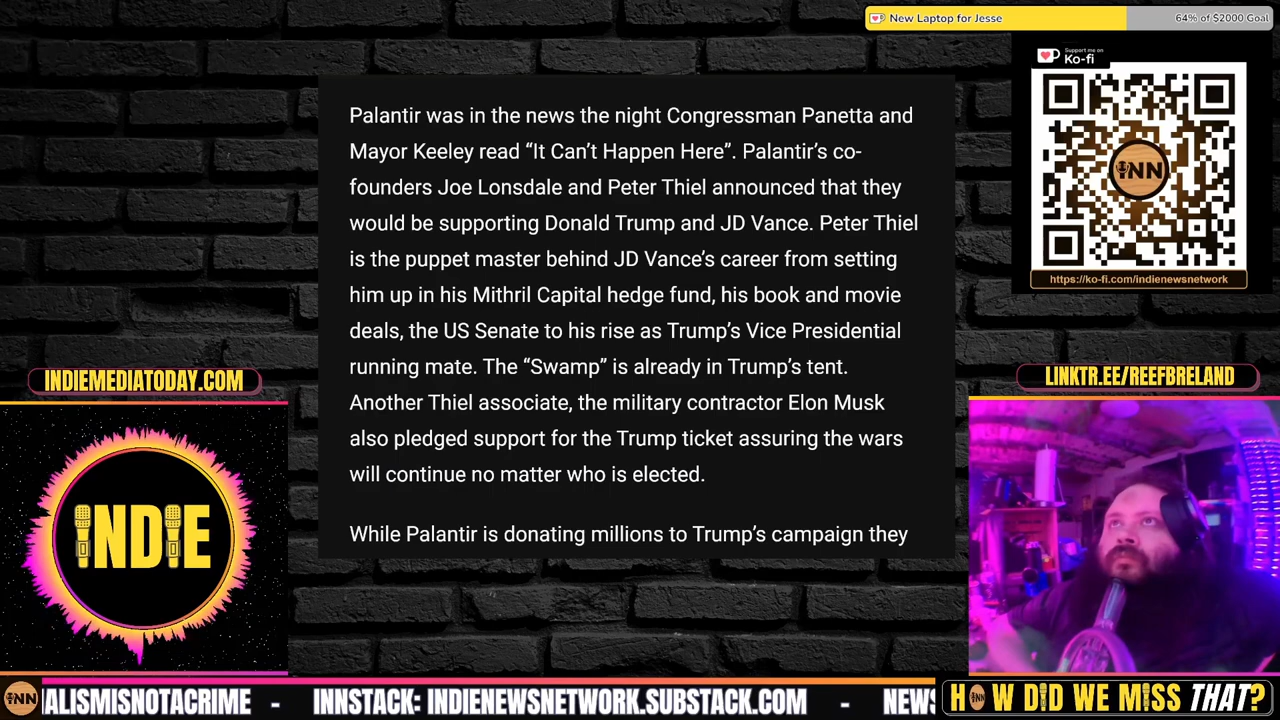 New Laptop for Jesse
64% of $2000 Goal
Support me on
Ko-fi
iNN
https://ko-fi.com/indienewsnetwork
Palantir was in the news the night Congressman Panetta and
Mayor Keeley read “It Can’t Happen Here”. Palantir’s co-
founders Joe Lonsdale and Peter Thiel announced that they
would be supporting Donald Trump and JD Vance. Peter Thiel
is the puppet master behind JD Vance’s career from setting
him up in his Mithril Capital hedge fund, his book and movie
deals, the US Senate to his rise as Trump’s Vice Presidential
running mate. The “Swamp” is already in Trump’s tent.
Another Thiel associate, the military contractor Elon Musk
also pledged support for the Trump ticket assuring the wars
will continue no matter who is elected.
While Palantir is donating millions to Trump’s campaign they
INDIEMEDIATODAY.COM
INDIE
LINKTR.EE/REEFBRELAND
iNN
ALISMISNOTACRIME - INNSTACK: INDIENEWSNETWORK.SUBSTACK.COM - NEWS
HOW DID WE MISS THAT?